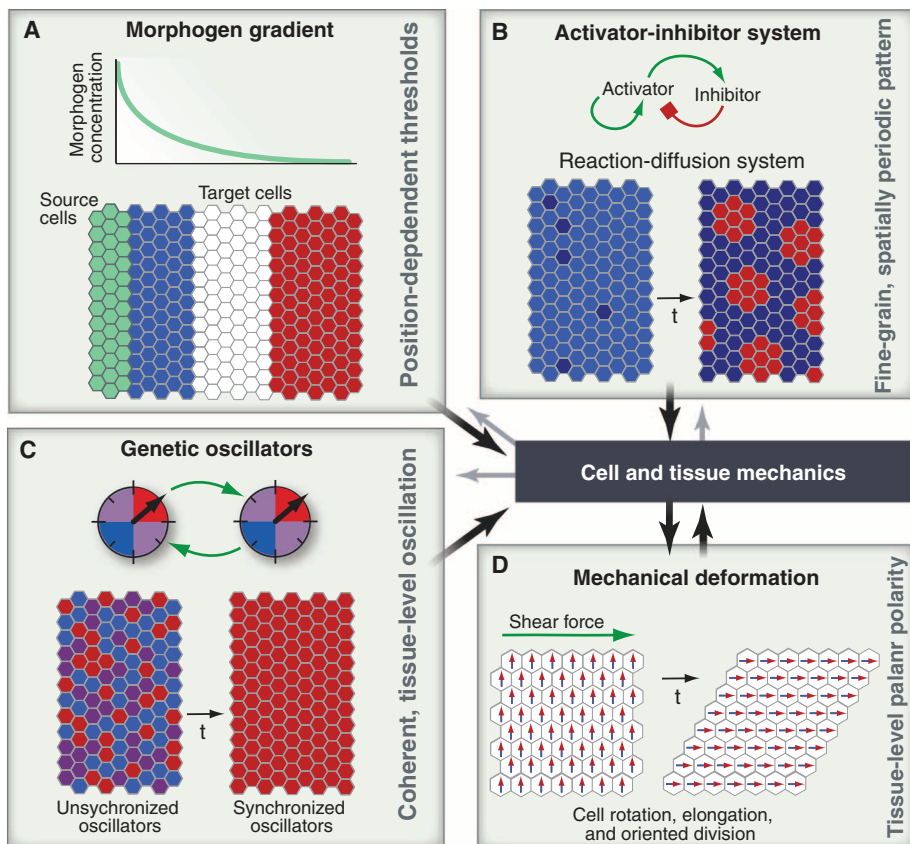 A
Morphogen gradient
Morphogen
concentration
Source
cells
Target cells
Position-depdendent thresholds
B
Activator-inhibitor system
Activator
Inhibitor
Reaction-diffusion system
t
Fine-grain, spatially periodic pattern
Cell and tissue mechanics
C
Genetic oscillators
t
Unsychronized
oscillators
Synchronized
oscillators
Coherent, tissue-level oscillation
D
Mechanical deformation
Shear force
t
Cell rotation, elongation,
and oriented division
Tissue-level palanr polarity